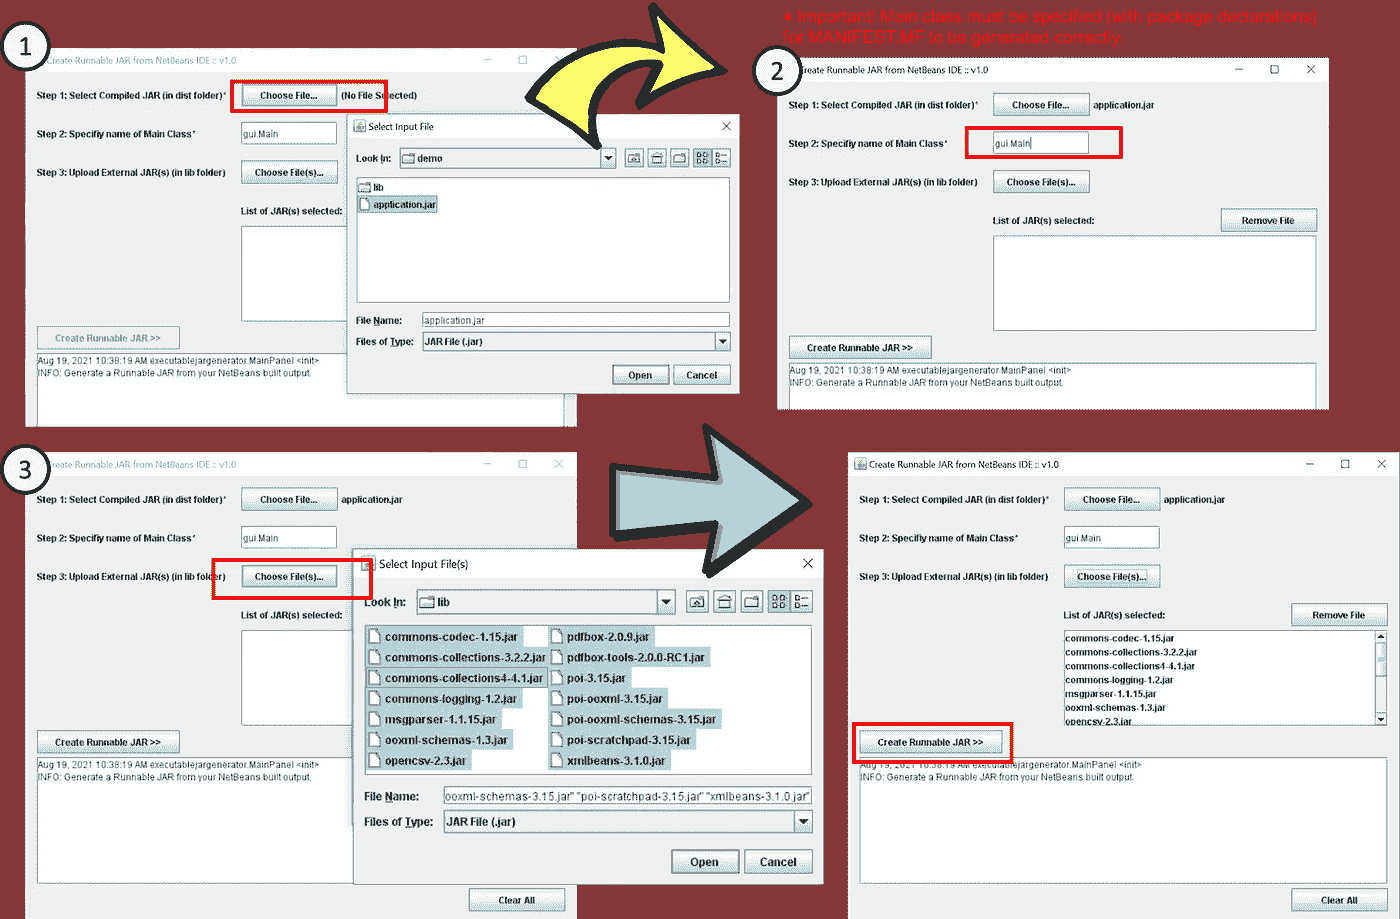 * Important: Main class must be specified (with package declarations)
for MANIFEST.MF to be generated correctly
1
Create Runnable JAR from NetBeans IDE :: v1.0
Step 1: Select Compiled JAR (in dist folder)*
Choose File...
(No File Selected)
Step 2: Specifiy name of Main Class*
gui.Main
Step 3: Upload External JAR(s) (in lib folder)
Choose File(s)...
List of JAR(s) selected:
Create Runnable JAR >>
Aug 19, 2021 10:38:19 AM executablejargenerator.MainPanel <init>
INFO: Generate a Runnable JAR from your NetBeans built output.
Select Input File
Look In:
demo
lib
application.jar
File Name:
application.jar
Files of Type:
JAR File (.jar)
Open
Cancel
2
Create Runnable JAR from NetBeans IDE :: v1.0
Step 1: Select Compiled JAR (in dist folder)*
Choose File...
application.jar
Step 2: Specifiy name of Main Class*
gui.Main
Step 3: Upload External JAR(s) (in lib folder)
Choose File(s)...
List of JAR(s) selected:
Remove File
Create Runnable JAR >>
Aug 19, 2021 10:38:19 AM executablejargenerator.MainPanel <init>
INFO: Generate a Runnable JAR from your NetBeans built output.
3
Create Runnable JAR from NetBeans IDE :: v1.0
Step 1: Select Compiled JAR (in dist folder)*
Choose File...
application.jar
Step 2: Specifiy name of Main Class*
gui.Main
Step 3: Upload External JAR(s) (in lib folder)
Choose File(s)...
List of JAR(s) selected:
Create Runnable JAR >>
Aug 19, 2021 10:38:19 AM executablejargenerator.MainPanel <init>
INFO: Generate a Runnable JAR from your NetBeans built output.
Clear All
Select Input File(s)
Look In:
lib
commons-codec-1.15.jar
commons-collections-3.2.2.jar
commons-collections4-4.1.jar
commons-logging-1.2.jar
msgparser-1.1.15.jar
ooxml-schemas-1.3.jar
opencsv-2.3.jar
pdfbox-2.0.9.jar
pdfbox-tools-2.0.0-RC1.jar
poi-3.15.jar
poi-ooxml-3.15.jar
poi-ooxml-schemas-3.15.jar
poi-scratchpad-3.15.jar
xmlbeans-3.1.0.jar
File Name:
ooxml-schemas-3.15.jar" "poi-scratchpad-3.15.jar" "xmlbeans-3.1.0.jar"
Files of Type:
JAR File (.jar)
Open
Cancel
Create Runnable JAR from NetBeans IDE :: v1.0
Step 1: Select Compiled JAR (in dist folder)*
Choose File...
application.jar
Step 2: Specifiy name of Main Class*
gui.Main
Step 3: Upload External JAR(s) (in lib folder)
Choose File(s)...
List of JAR(s) selected:
Remove File
commons-codec-1.15.jar
commons-collections-3.2.2.jar
commons-collections4-4.1.jar
commons-logging-1.2.jar
msgparser-1.1.15.jar
ooxml-schemas-1.3.jar
opencsv-2.3.jar
Create Runnable JAR >>
Aug 19, 2021 10:38:19 AM executablejargenerator.MainPanel <init>
INFO: Generate a Runnable JAR from your NetBeans built output.
Clear All